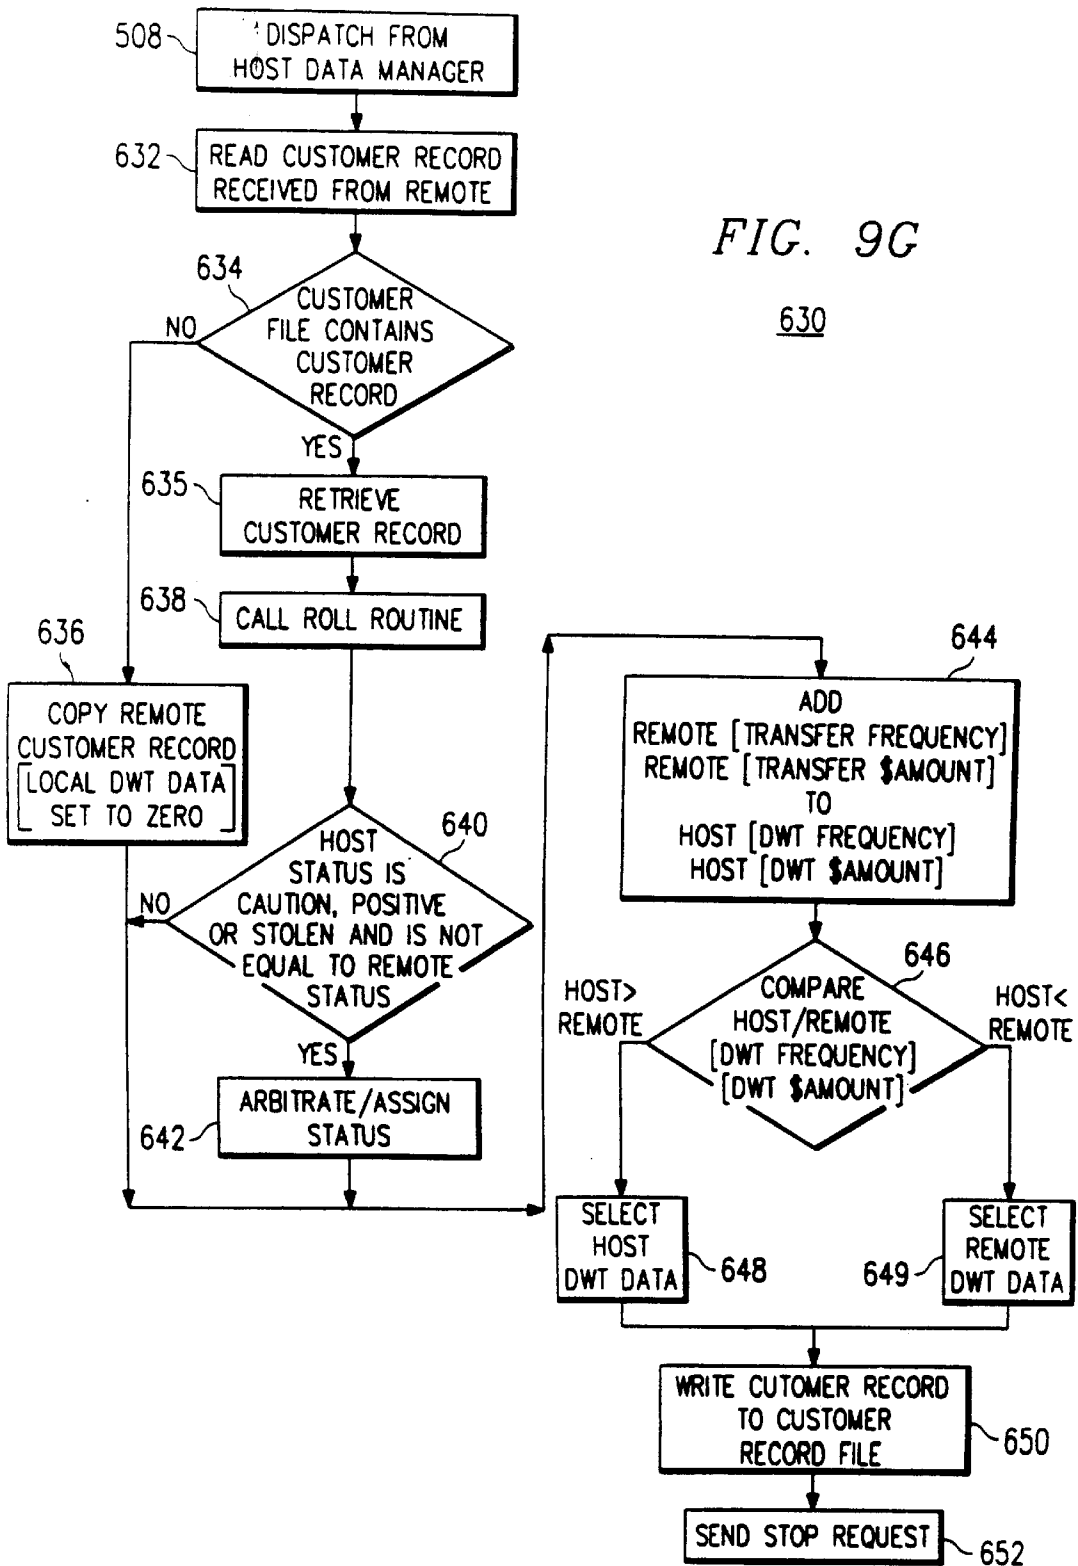 508
DISPATCH FROM
HOST DATA MANAGER
632
READ CUSTOMER RECORD
RECEIVED FROM REMOTE
FIG. 9G
630
634
CUSTOMER
FILE CONTAINS
CUSTOMER
RECORD
NO
YES
635
RETRIEVE
CUSTOMER RECORD
638
CALL ROLL ROUTINE
636
COPY REMOTE
CUSTOMER RECORD
[LOCAL DWT DATA
SET TO ZERO]
640
HOST
STATUS IS
CAUTION, POSITIVE
OR STOLEN AND IS NOT
EQUAL TO REMOTE
STATUS
NO
YES
642
ARBITRATE/ASSIGN
STATUS
644
ADD
REMOTE [TRANSFER FREQUENCY]
REMOTE [TRANSFER $AMOUNT]
TO
HOST [DWT FREQUENCY]
HOST [DWT $AMOUNT]
646
COMPARE
HOST/REMOTE
[DWT FREQUENCY]
[DWT $AMOUNT]
HOST>
REMOTE
HOST<
REMOTE
SELECT
HOST
DWT DATA
648
649
SELECT
REMOTE
DWT DATA
WRITE CUTOMER RECORD
TO CUSTOMER
RECORD FILE
650
SEND STOP REQUEST
652